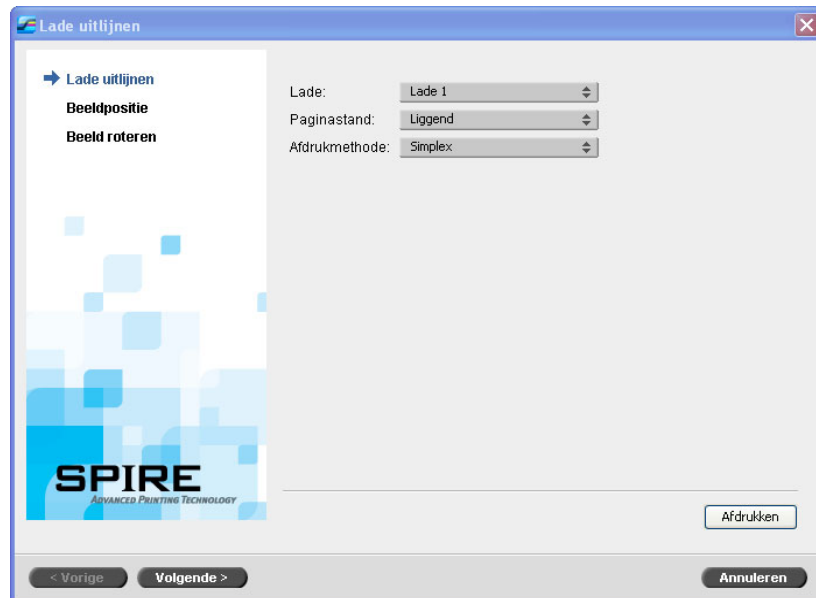 Lade uitlijnen
Lade uitlijnen
Beeldpositie
Beeld roteren
Lade: Lade 1
Paginastand: Liggend
Afdrukmethode: Simplex
SPIRE
ADVANCED PRINTING TECHNOLOGY
Afdrukken
< Vorige Volgende > Annuleren